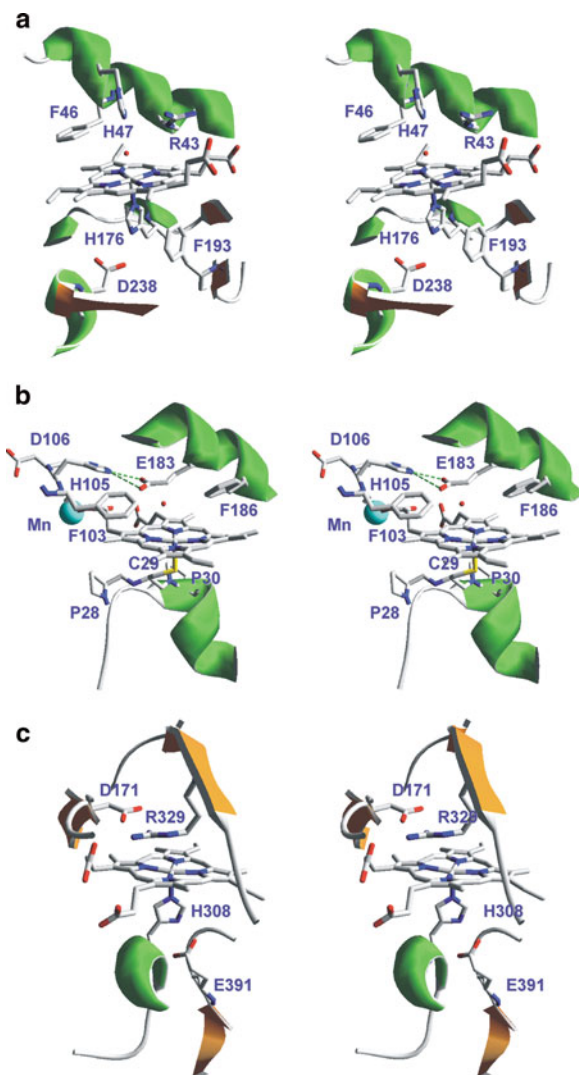 a
F46 H47 R43 F46 H47 R43
H176 F193 H176 F193
D238 D238
b
D106 E183 D106 E183
H105 F186 H105 F186
Mn F103 Mn F103
C29 P30 C29 P30
P28 P28
c
D171 D171
R329 R329
H308 H308
E391 E391